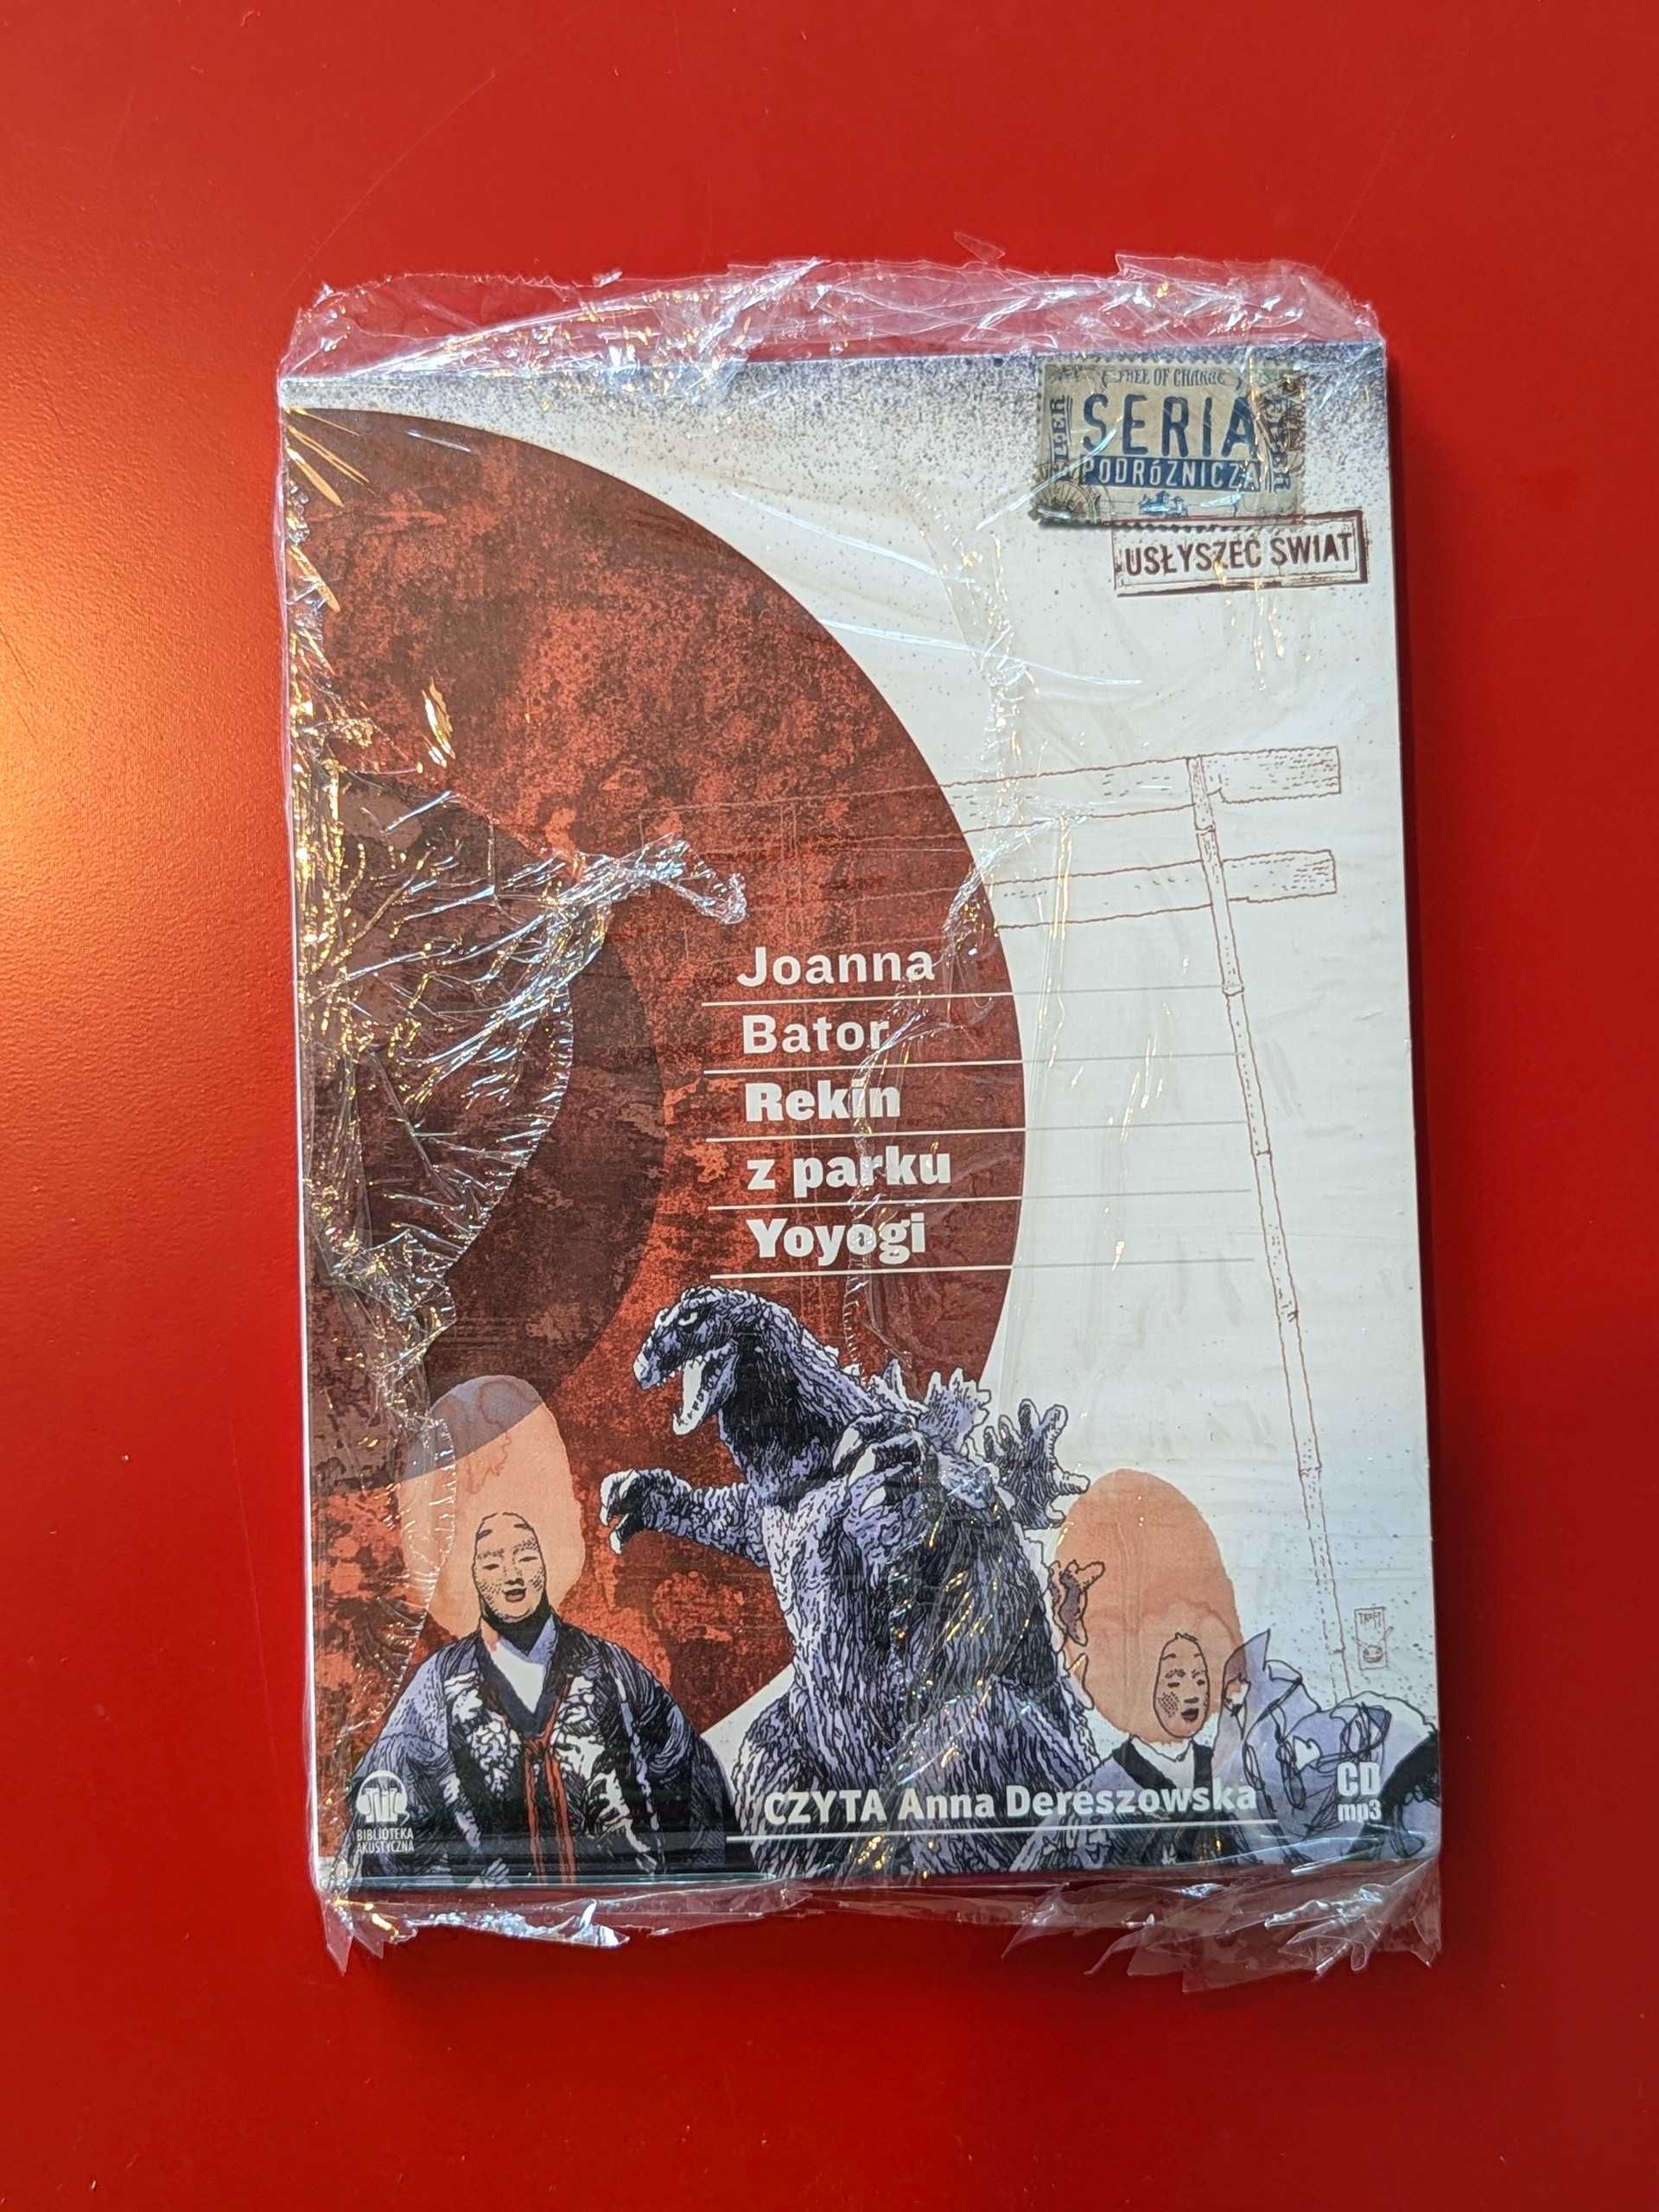 FREE OF CHARGE
SERIA
PODRÓŻNICZA
USŁYSZEĆ ŚWIAT
Joanna
Bator
Rekin
z parku
Yoyogi
CZYTA Anna Dereszowska
CD
mp3
BIBLIOTEKA
AKUSTYCZNA